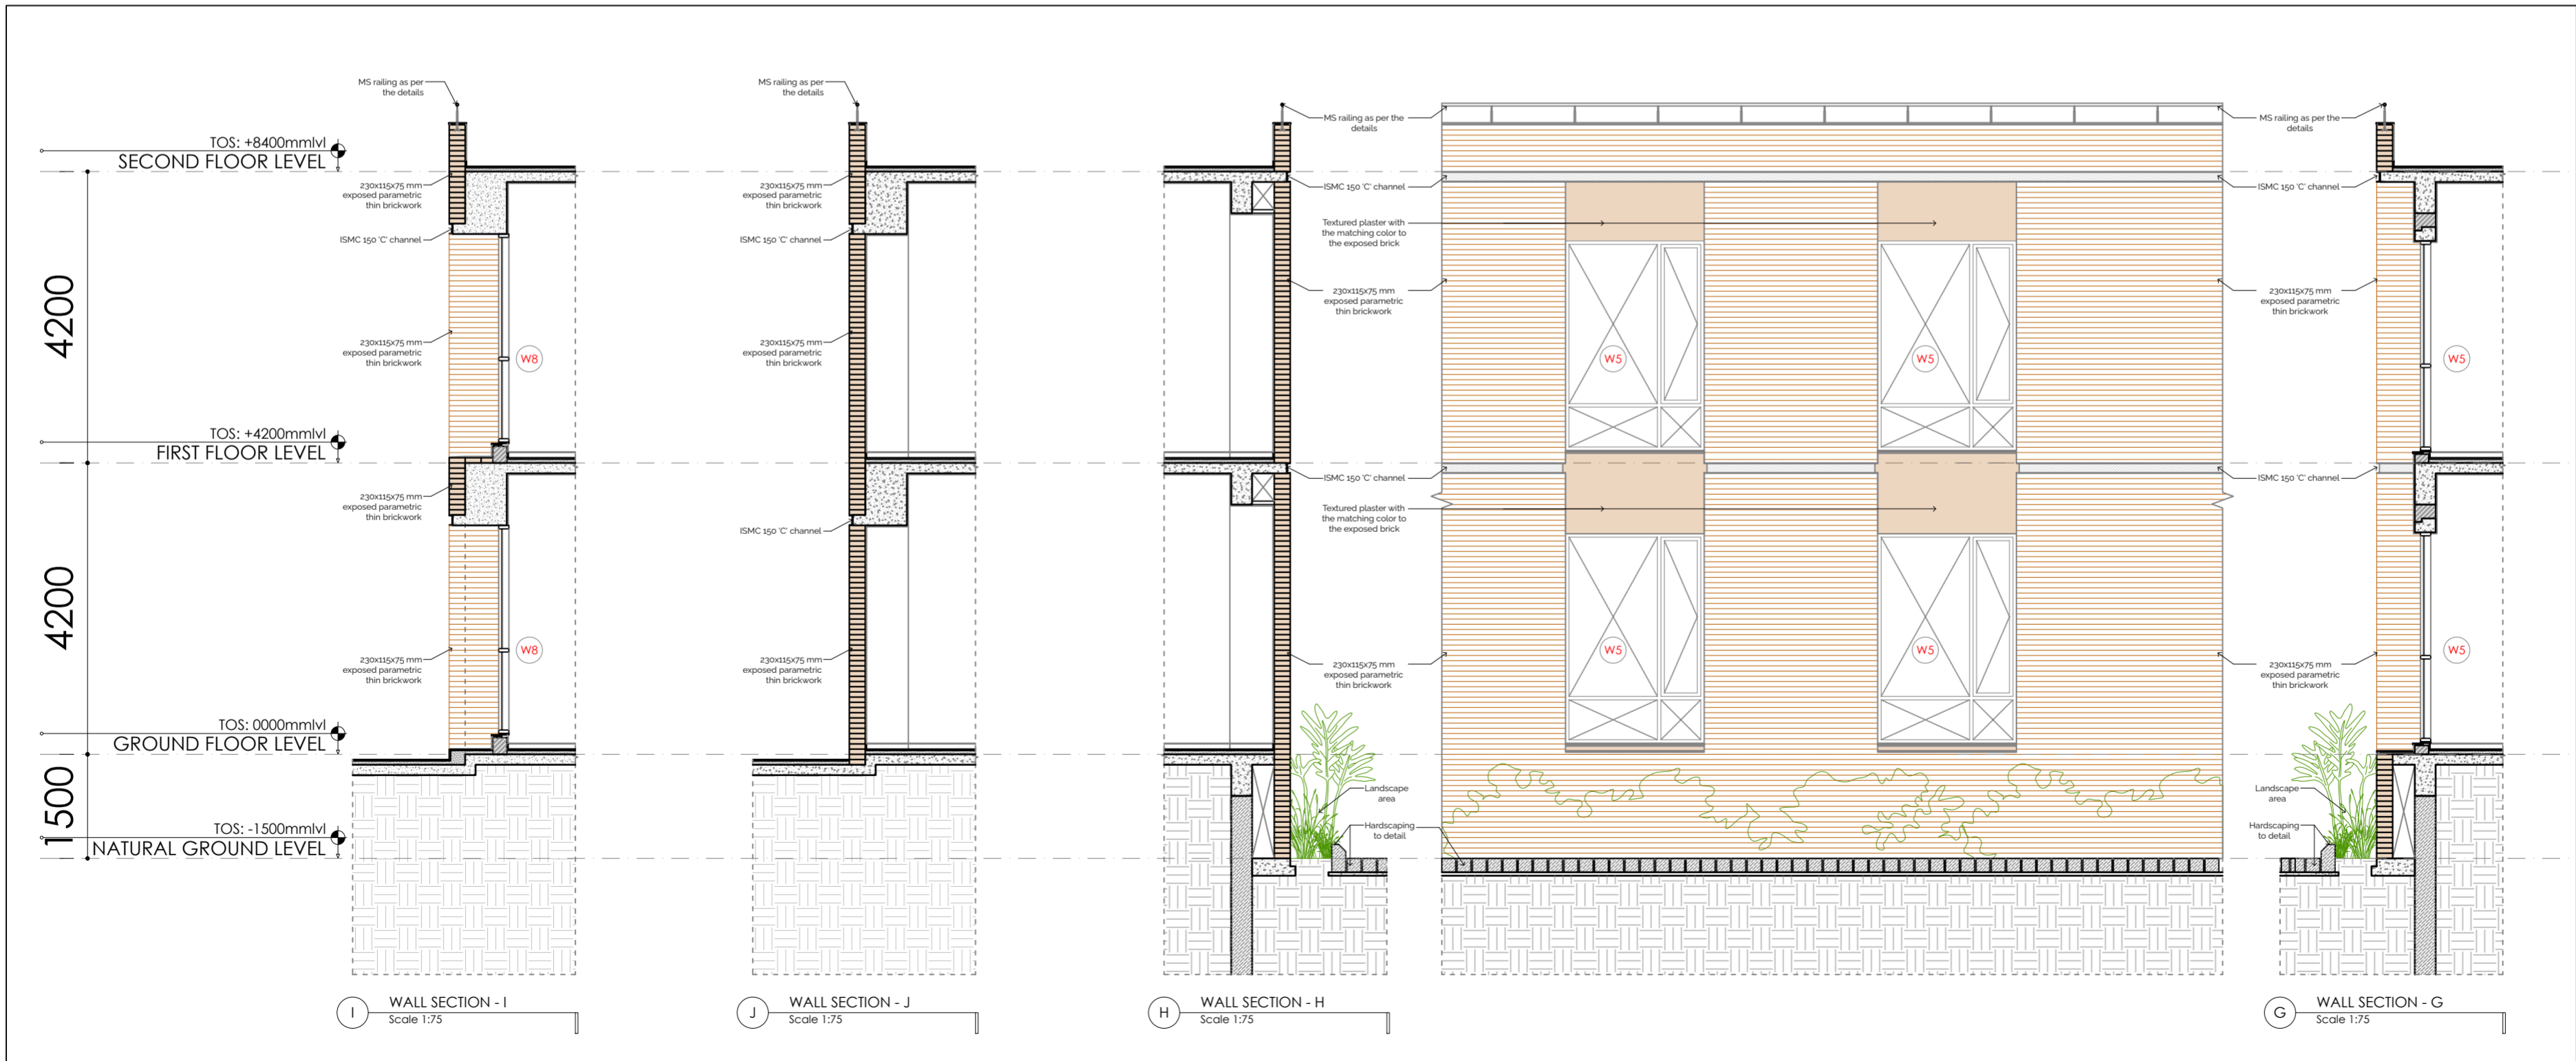 MS railing as per
the details
MS railing as per
the details
MS railing as per the
details
MS railing as per the
details
TOS: +8400mmlvl
SECOND FLOOR LEVEL
230x115x75 mm
exposed parametric
thin brickwork
230x115x75 mm
exposed parametric
thin brickwork
ISMC 150 'C' channel
ISMC 150 'C' channel
Textured plaster with
the matching color to
the exposed brick
ISMC 150 'C' channel
ISMC 150 'C' channel
4200
230x115x75 mm
exposed parametric
thin brickwork
230x115x75 mm
exposed parametric
thin brickwork
230x115x75 mm
exposed parametric
thin brickwork
230x115x75 mm
exposed parametric
thin brickwork
W8
W5
W5
W5
TOS: +4200mmlvl
FIRST FLOOR LEVEL
ISMC 150 'C' channel
ISMC 150 'C' channel
230x115x75 mm
exposed parametric
thin brickwork
ISMC 150 'C' channel
Textured plaster with
the matching color to
the exposed brick
4200
230x115x75 mm
exposed parametric
thin brickwork
230x115x75 mm
exposed parametric
thin brickwork
230x115x75 mm
exposed parametric
thin brickwork
230x115x75 mm
exposed parametric
thin brickwork
W8
W5
W5
W5
TOS: 0000mmlvl
GROUND FLOOR LEVEL
1500
Landscape
area
Landscape
area
Hardscaping
to detail
Hardscaping
to detail
TOS: -1500mmlvl
NATURAL GROUND LEVEL
I
WALL SECTION - I
Scale 1:75
J
WALL SECTION - J
Scale 1:75
H
WALL SECTION - H
Scale 1:75
G
WALL SECTION - G
Scale 1:75